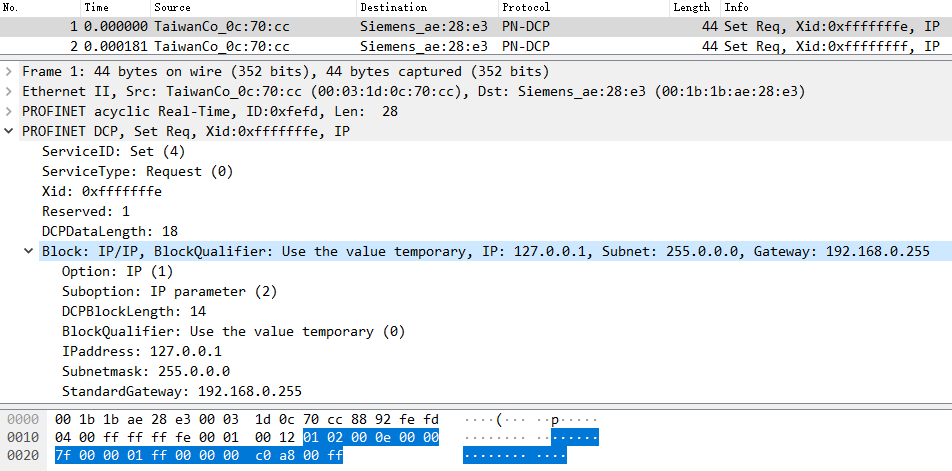 No. Time Source Destination Protocol Length Info
1 0.000000 TaiwanCo_0c:70:cc Siemens_ae:28:e3 PN-DCP 44 Set Req, Xid:0xfffffffe, IP
2 0.000181 TaiwanCo_0c:70:cc Siemens_ae:28:e3 PN-DCP 44 Set Req, Xid:0xffffffff, IP
Frame 1: 44 bytes on wire (352 bits), 44 bytes captured (352 bits)
Ethernet II, Src: TaiwanCo_0c:70:cc (00:03:1d:0c:70:cc), Dst: Siemens_ae:28:e3 (00:1b:1b:ae:28:e3)
PROFINET acyclic Real-Time, ID:0xfefd, Len:  28
PROFINET DCP, Set Req, Xid:0xfffffffe, IP
ServiceID: Set (4)
ServiceType: Request (0)
Xid: 0xfffffffe
Reserved: 1
DCPDataLength: 18
Block: IP/IP, BlockQualifier: Use the value temporary, IP: 127.0.0.1, Subnet: 255.0.0.0, Gateway: 192.168.0.255
Option: IP (1)
Suboption: IP parameter (2)
DCPBlockLength: 14
BlockQualifier: Use the value temporary (0)
IPaddress: 127.0.0.1
Subnetmask: 255.0.0.0
StandardGateway: 192.168.0.255
0000 00 1b 1b ae 28 e3 00 03 1d 0c 70 cc 88 92 fe fd ····(··· ··p·····
0010 04 00 ff ff ff fe 00 01 00 12 01 02 00 0e 00 00 ········ ········
0020 7f 00 00 01 ff 00 00 00 c0 a8 00 ff ········ ····